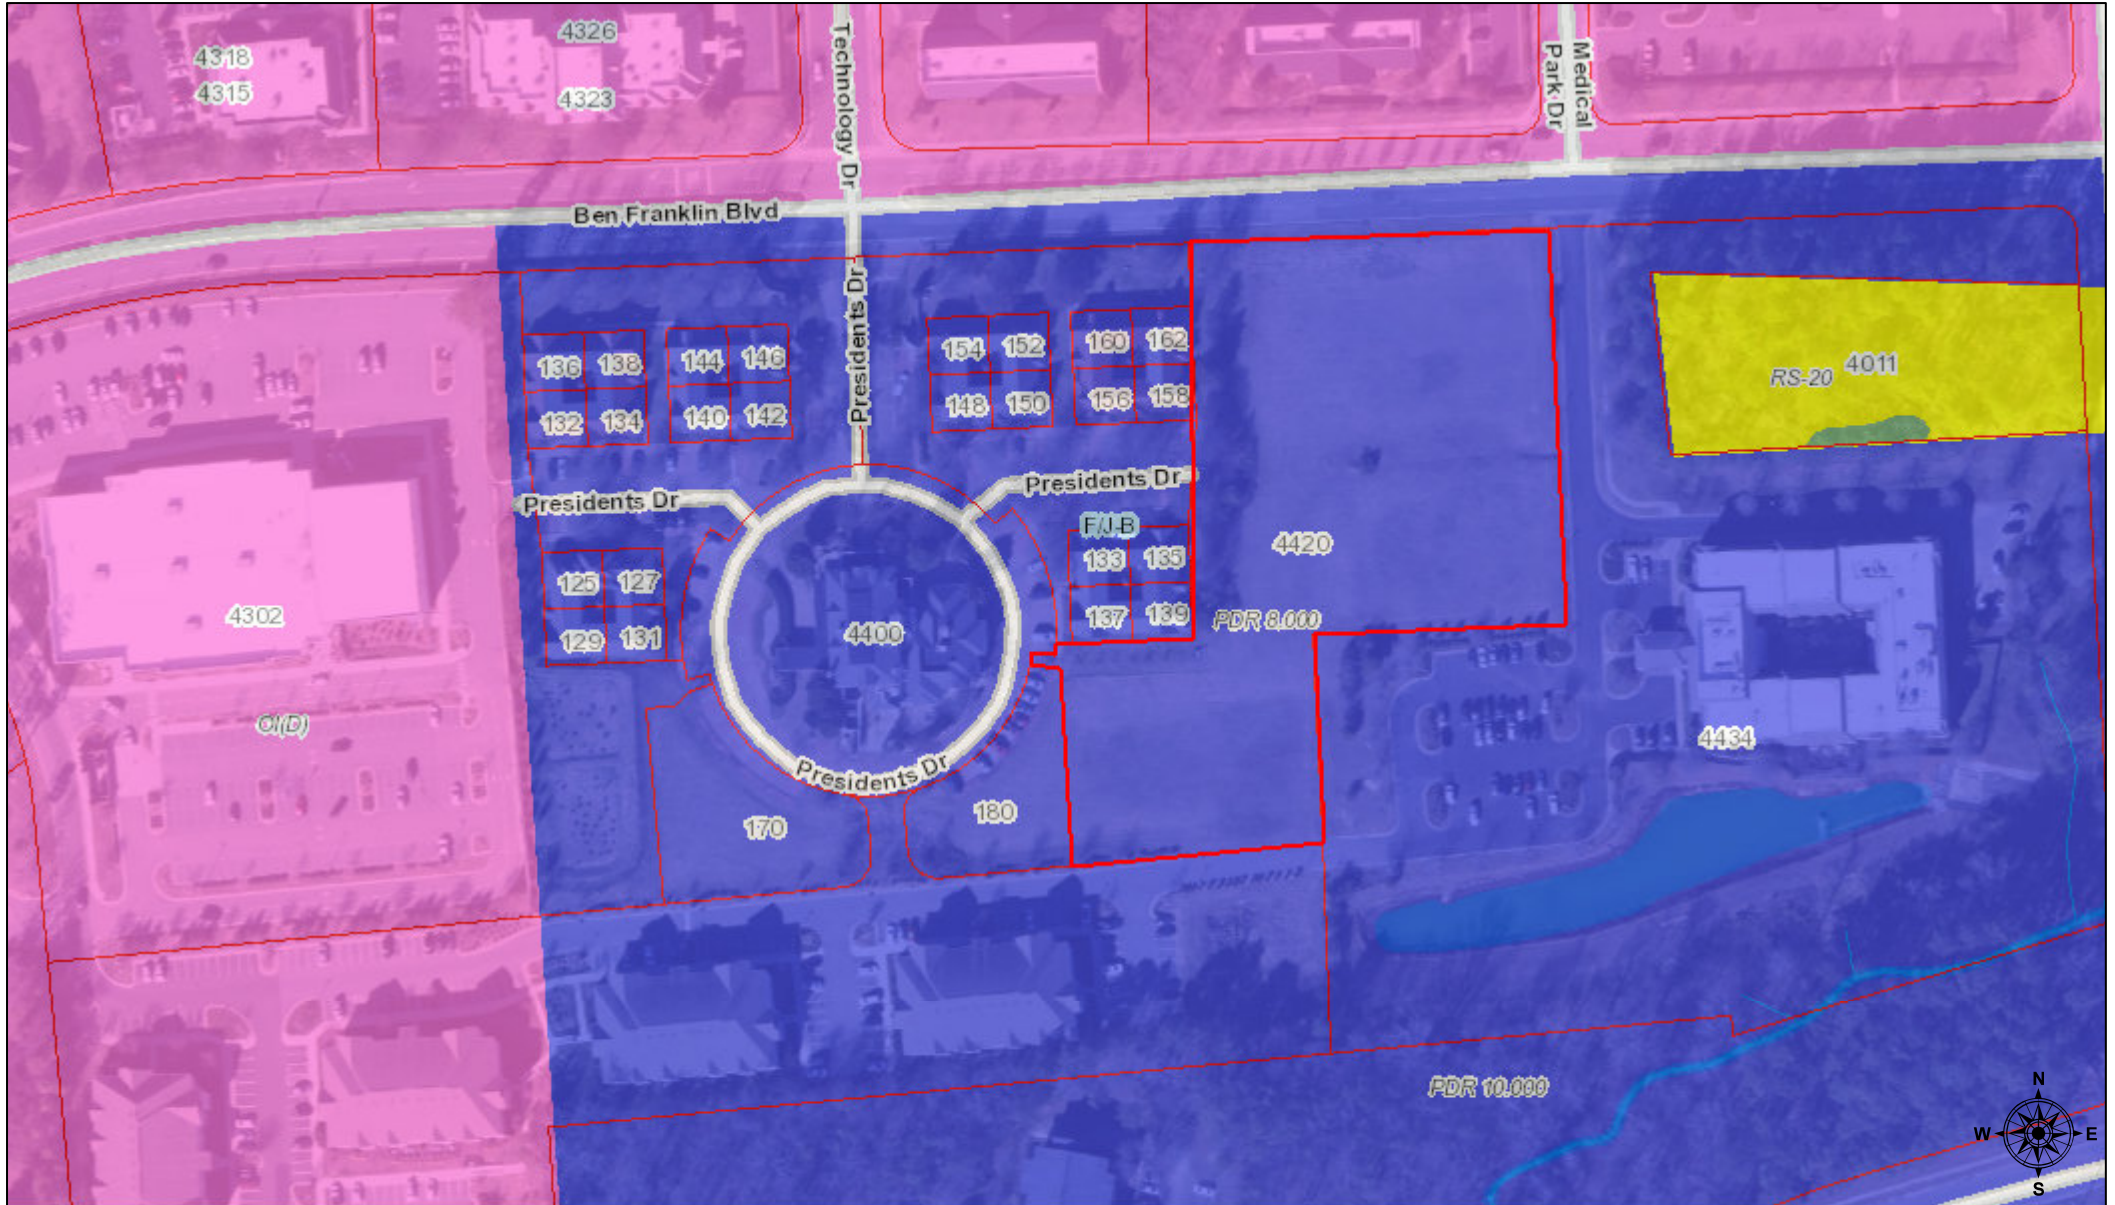 4318
4315
4326
4323
Technology Dr
Medical
Park Dr
Ben Franklin Blvd
Presidents Dr
136
138
144
146
154
152
160
162
132
134
140
142
148
150
156
158
RS-20
4011
Presidents Dr
Presidents Dr
F/J-B
125
127
133
135
4420
4302
129
131
4400
137
139
PDR 8.000
OI(D)
Presidents Dr
4434
170
180
PDR 10.000
N
W
E
S